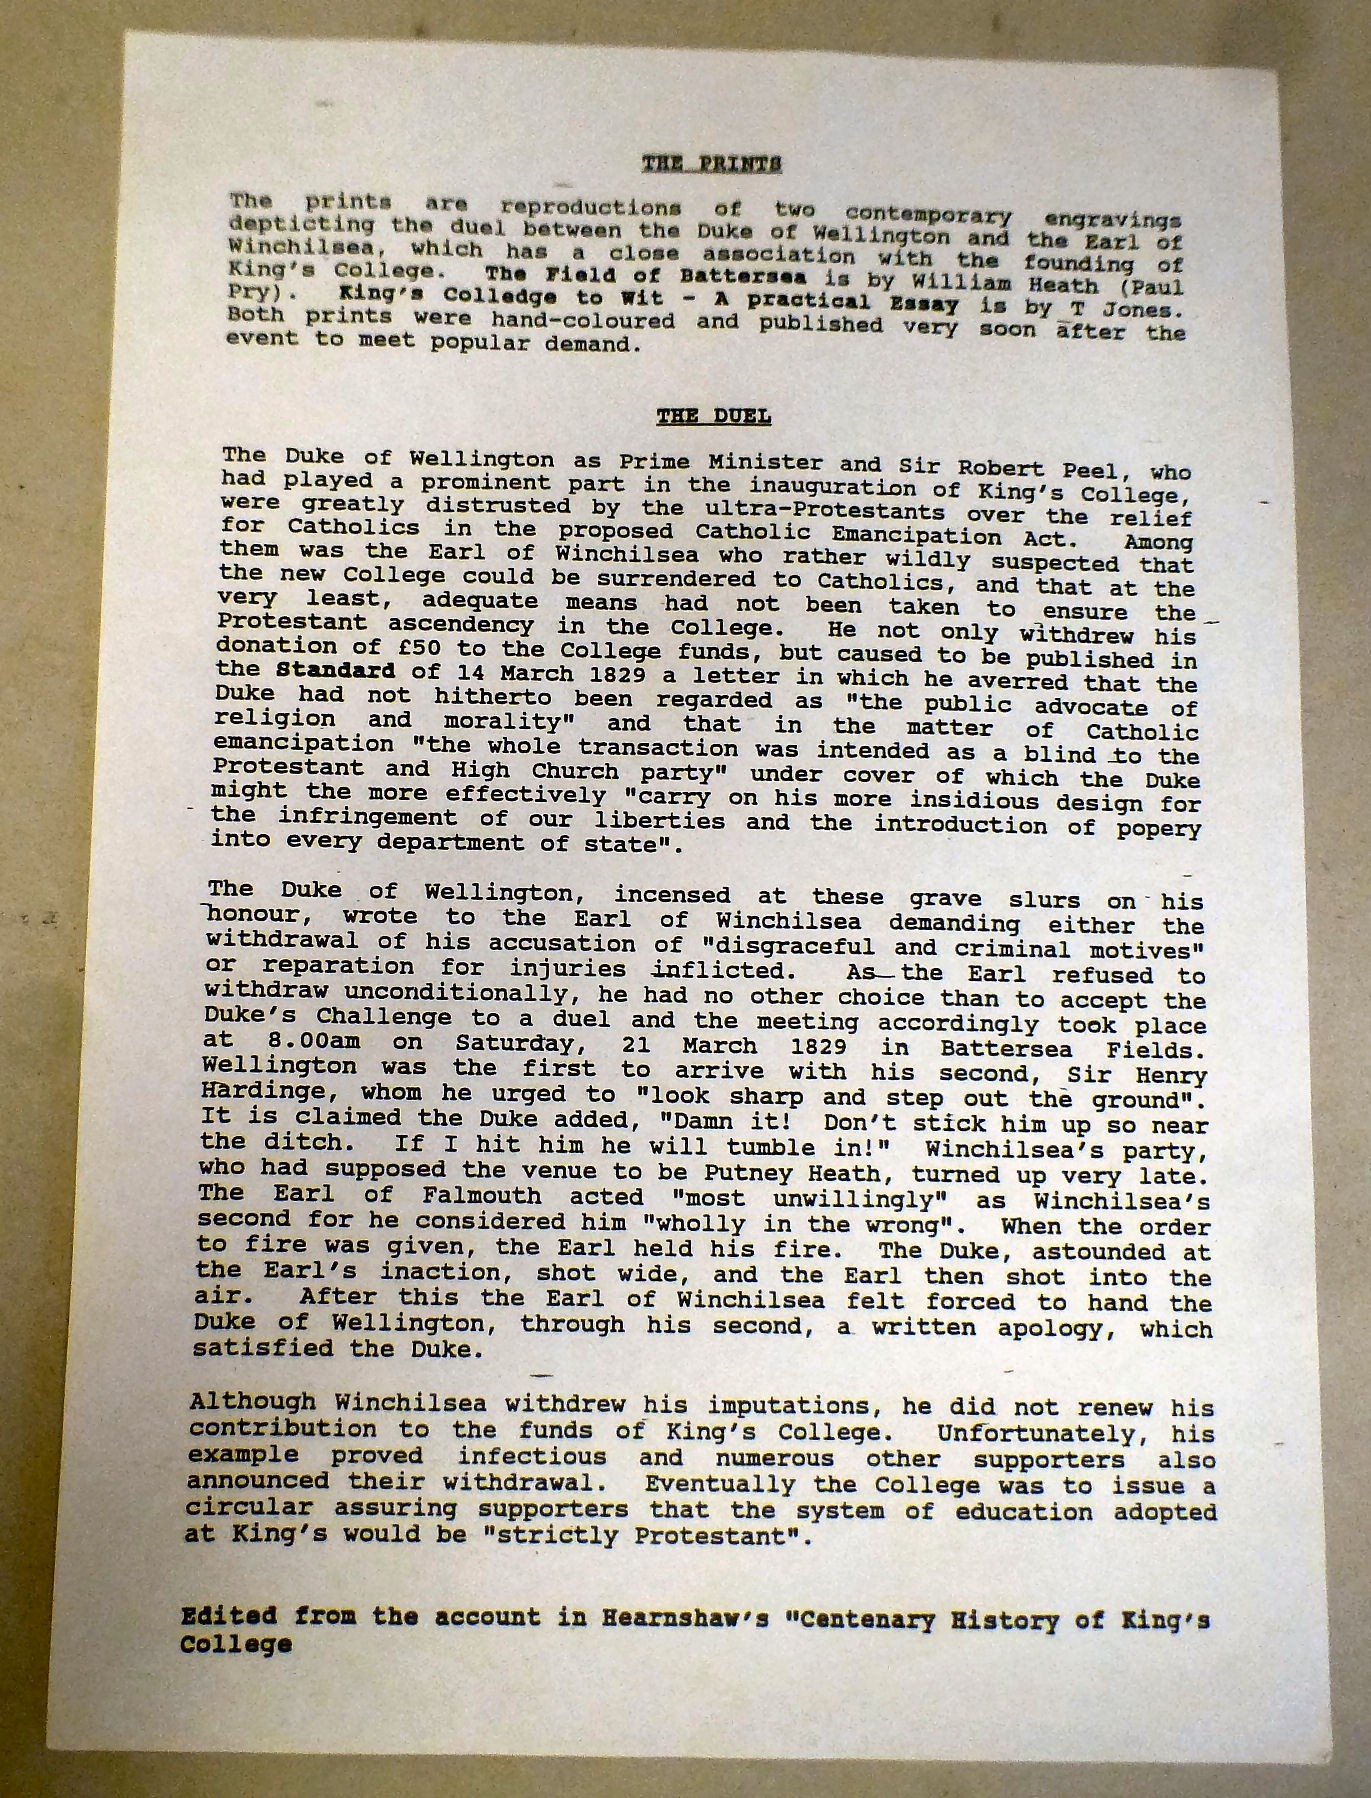 THE PRINTS
The prints are reproductions of two contemporary engravings
depticting the duel between the Duke of Wellington and the Earl of
Winchilsea, which has a close association with the founding of
King's College. The Field of Battersea is by William Heath (Paul
Pry). King's Colledge to Wit - A practical Essay is by T Jones.
Both prints were hand-coloured and published very soon after the
event to meet popular demand.
THE DUEL
The Duke of Wellington as Prime Minister and Sir Robert Peel, who
had played a prominent part in the inauguration of King's College,
were greatly distrusted by the ultra-Protestants over the relief
for Catholics in the proposed Catholic Emancipation Act. Among
them was the Earl of Winchilsea who rather wildly suspected that
the new College could be surrendered to Catholics, and that at the
very least, adequate means had not been taken to ensure the
Protestant ascendency in the College. He not only withdrew his
donation of £50 to the College funds, but caused to be published in
the Standard of 14 March 1829 a letter in which he averred that the
Duke had not hitherto been regarded as "the public advocate of
religion and morality" and that in the matter of Catholic
emancipation "the whole transaction was intended as a blind to the
Protestant and High Church party" under cover of which the Duke
might the more effectively "carry on his more insidious design for
the infringement of our liberties and the introduction of popery
into every department of state".
The Duke of Wellington, incensed at these grave slurs on his
honour, wrote to the Earl of Winchilsea demanding either the
withdrawal of his accusation of "disgraceful and criminal motives"
or reparation for injuries inflicted. As the Earl refused to
withdraw unconditionally, he had no other choice than to accept the
Duke's Challenge to a duel and the meeting accordingly took place
at 8.00am on Saturday, 21 March 1829 in Battersea Fields.
Wellington was the first to arrive with his second, Sir Henry
Hardinge, whom he urged to "look sharp and step out the ground".
It is claimed the Duke added, "Damn it! Don't stick him up so near
the ditch. If I hit him he will tumble in!" Winchilsea's party,
who had supposed the venue to be Putney Heath, turned up very late.
The Earl of Falmouth acted "most unwillingly" as Winchilsea's
second for he considered him "wholly in the wrong". When the order
to fire was given, the Earl held his fire. The Duke, astounded at
the Earl's inaction, shot wide, and the Earl then shot into the
air. After this the Earl of Winchilsea felt forced to hand the
Duke of Wellington, through his second, a written apology, which
satisfied the Duke.
Although Winchilsea withdrew his imputations, he did not renew his
contribution to the funds of King's College. Unfortunately, his
example proved infectious and numerous other supporters also
announced their withdrawal. Eventually the College was to issue a
circular assuring supporters that the system of education adopted
at King's would be "strictly Protestant".
Edited from the account in Hearnshaw's "Centenary History of King's
College